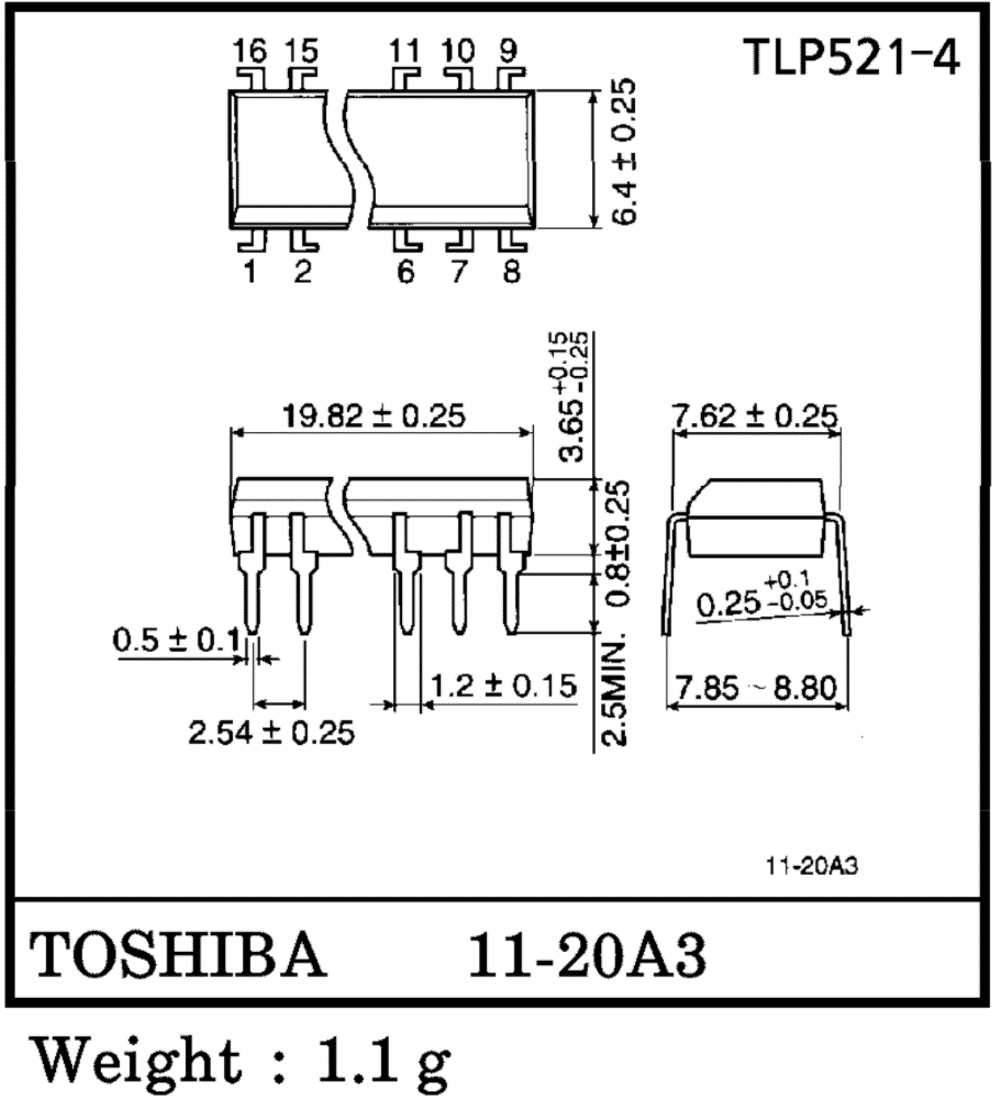 TLP521-4
16 15 11 10 9
6.4 ± 0.25
1 2 6 7 8
19.82 ± 0.25
3.65 +0.15 -0.25
7.62 ± 0.25
0.8±0.25
0.25 +0.1 -0.05
0.5 ± 0.1
1.2 ± 0.15
2.5MIN.
7.85 ~ 8.80
2.54 ± 0.25
11-20A3
TOSHIBA 11-20A3
Weight : 1.1 g